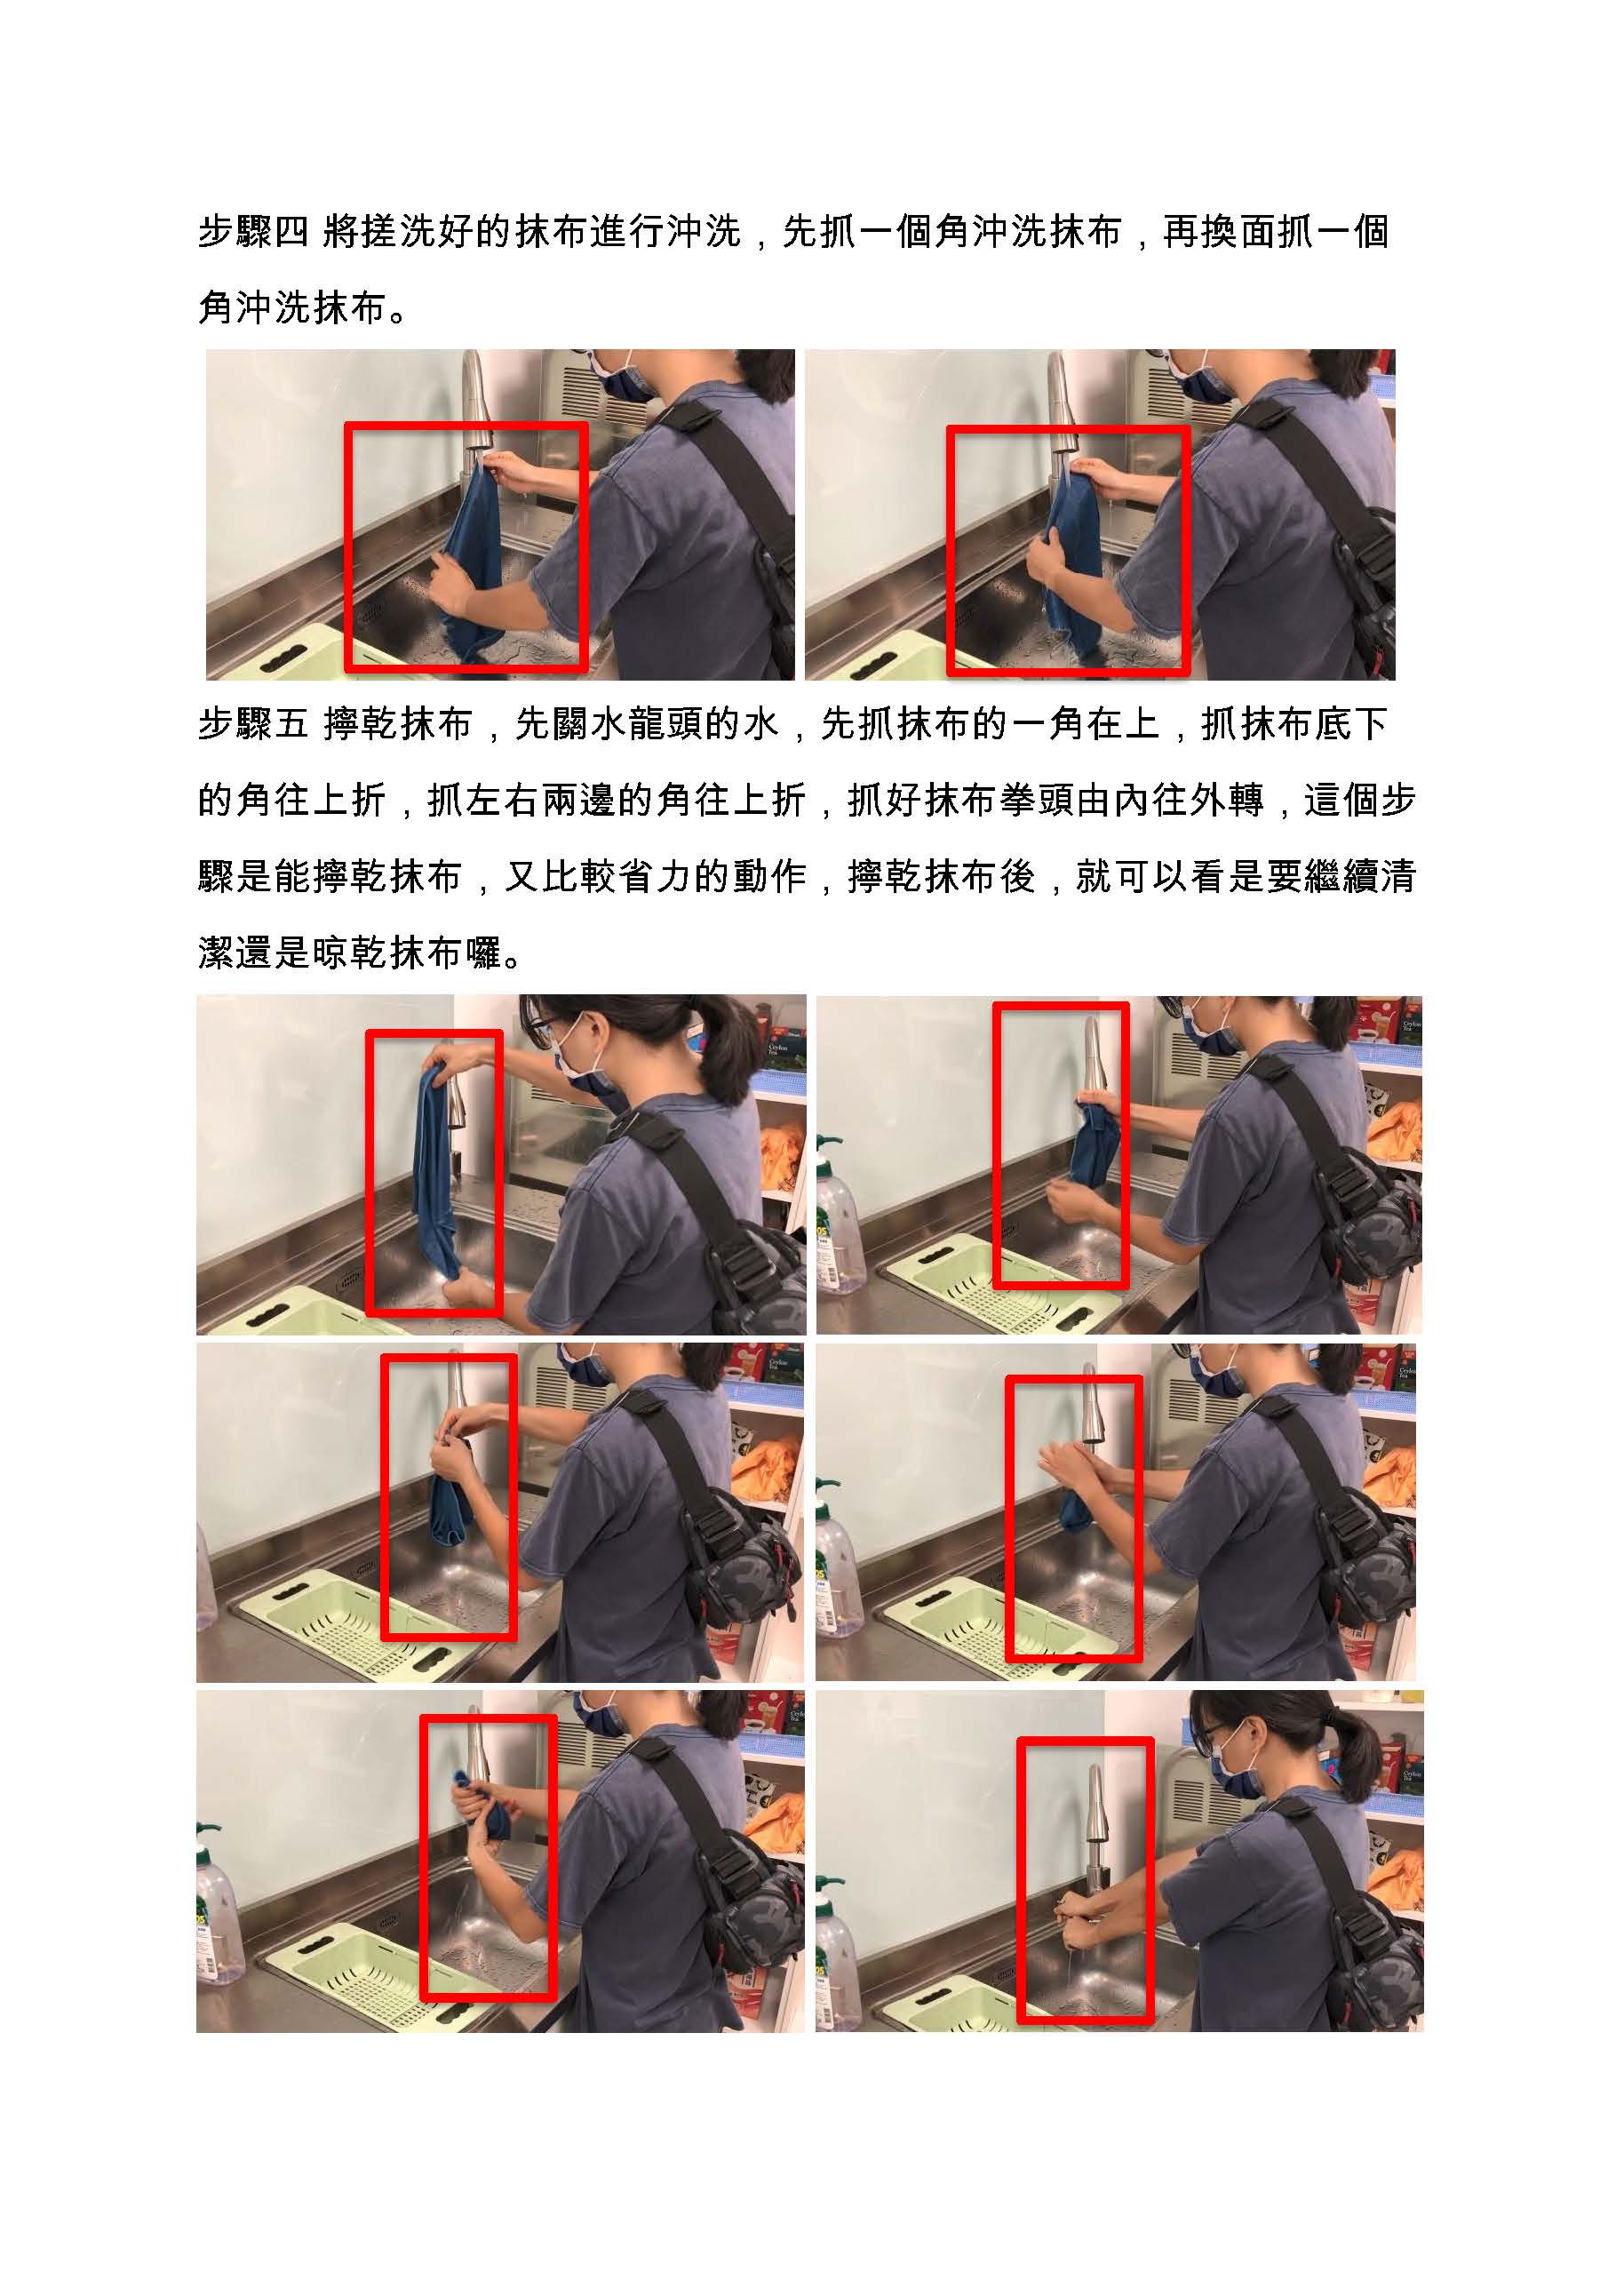 步驟四 將搓洗好的抹布進行沖洗，先抓一個角沖洗抹布，再換面抓一個
角沖洗抹布。
步驟五 擰乾抹布，先關水龍頭的水，先抓抹布的一角在上，抓抹布底下
的角往上折，抓左右兩邊的角往上折，抓好抹布拳頭由內往外轉，這個步
驟是能擰乾抹布，又比較省力的動作，擰乾抹布後，就可以看是要繼續清
潔還是晾乾抹布囉。
Ceylon
Tea
Ceylon
Tea
Ceylon
Tea